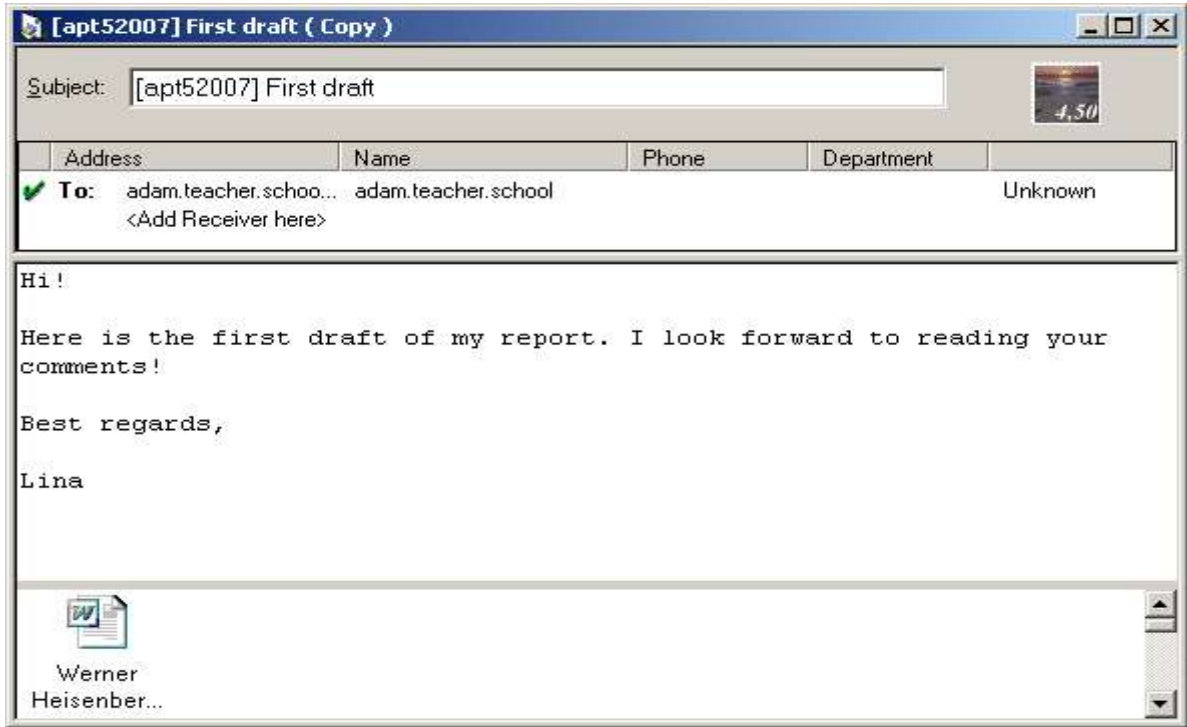 [apt52007] First draft ( Copy )
Subject: [apt52007] First draft
4,50
Address Name Phone Department
To: adam.teacher.schoo... adam.teacher.school Unknown
<Add Receiver here>
Hi!
Here is the first draft of my report. I look forward to reading your
comments!
Best regards,
Lina
Werner
Heisenber...